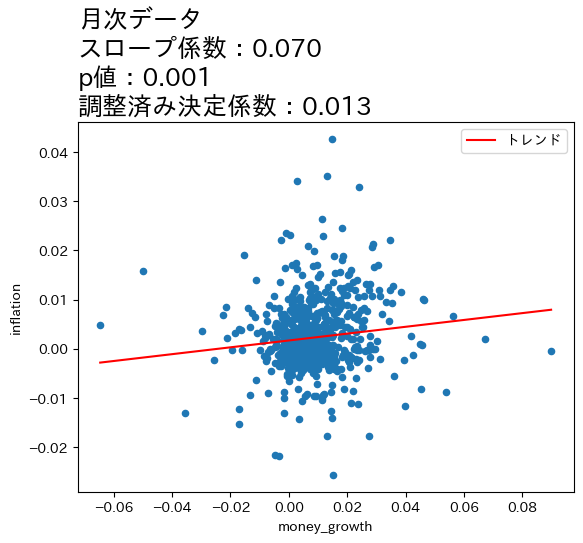 月次データ
スロープ係数：0.070
p値：0.001
調整済み決定係数：0.013
トレンド
0.04
0.03
0.02
0.01
0.00
−0.01
−0.02
inflation
−0.06
−0.04
−0.02
0.00
0.02
0.04
0.06
0.08
money_growth